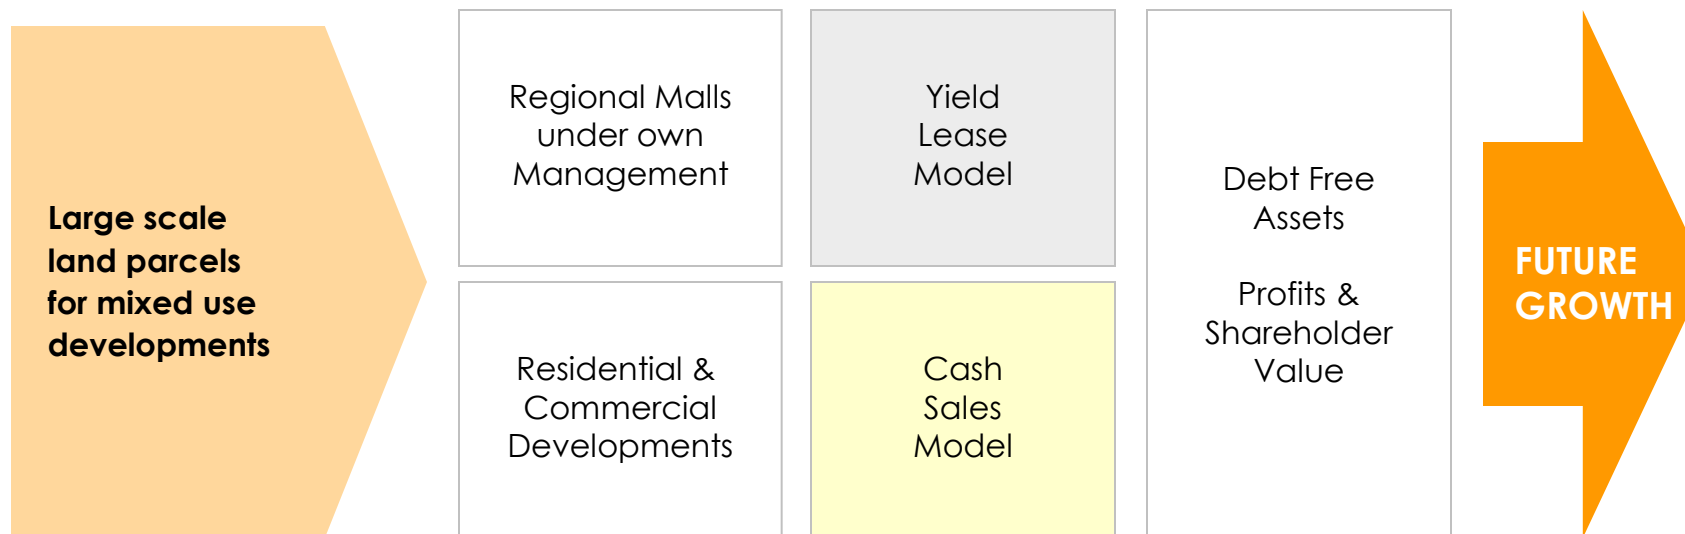 Large scale
land parcels
for mixed use
developments
Regional Malls
under own
Management
Residential &
Commercial
Developments
Yield
Lease
Model
Cash
Sales
Model
Debt Free
Assets
Profits &
Shareholder
Value
FUTURE
GROWTH